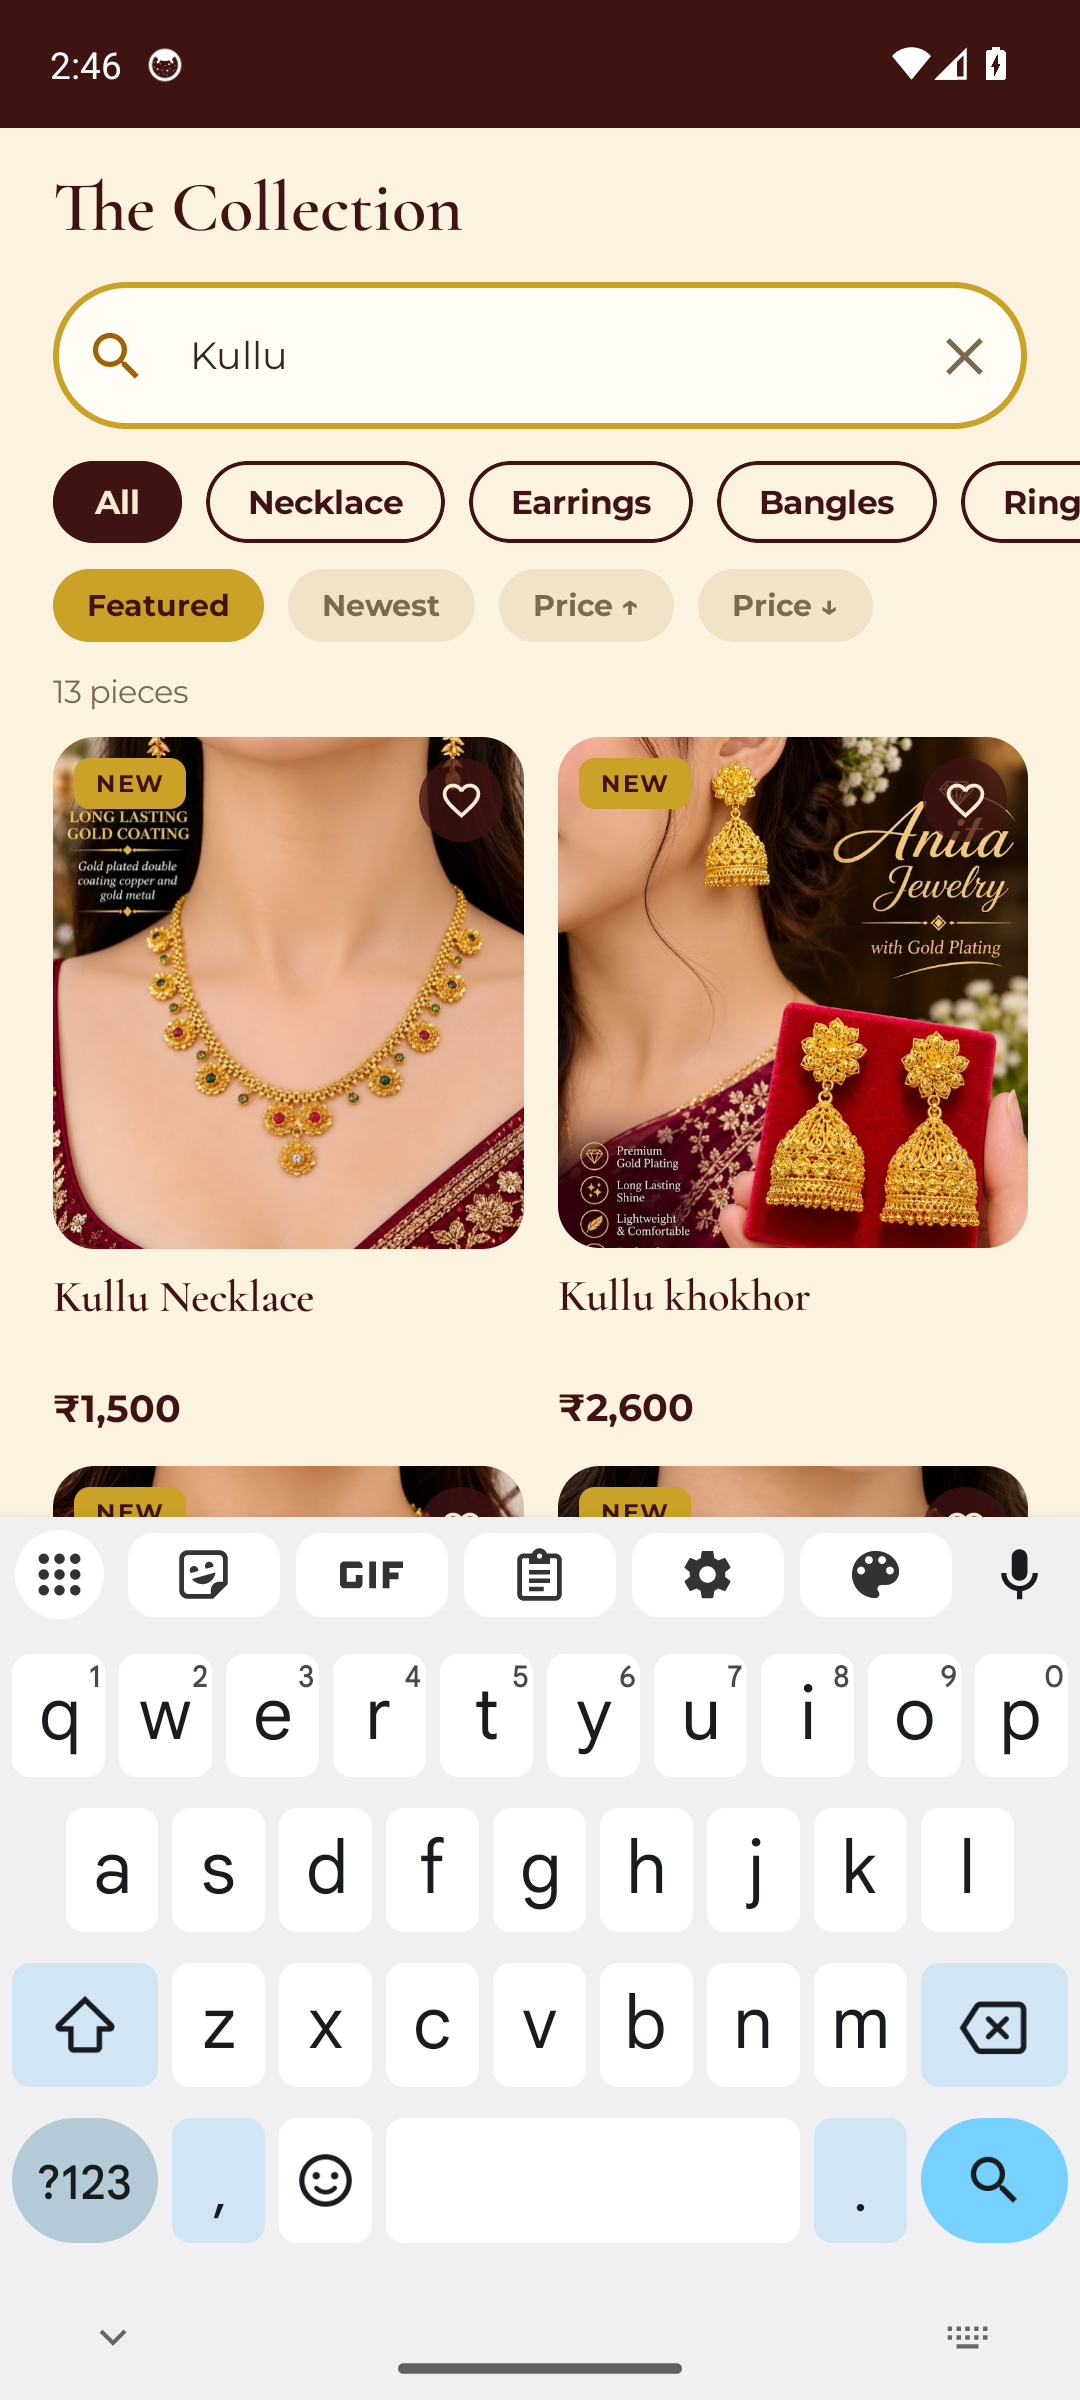 2:46
The Collection
Kullu
All Necklace Earrings Bangles Ring
Featured Newest Price ↑ Price ↓
13 pieces
NEW
LONG LASTING
GOLD COATING
Gold plated double
coating copper and
gold metal
NEW
Anita
Jewelry
with Gold Plating
Premium
Gold Plating
Long Lasting
Shine
Lightweight
& Comfortable
Kullu Necklace
Kullu khokhor
₹1,500
₹2,600
NEW
NEW
GIF
1 2 3 4 5 6 7 8 9 0
q w e r t y u i o p
a s d f g h j k l
z x c v b n m
?123 , .